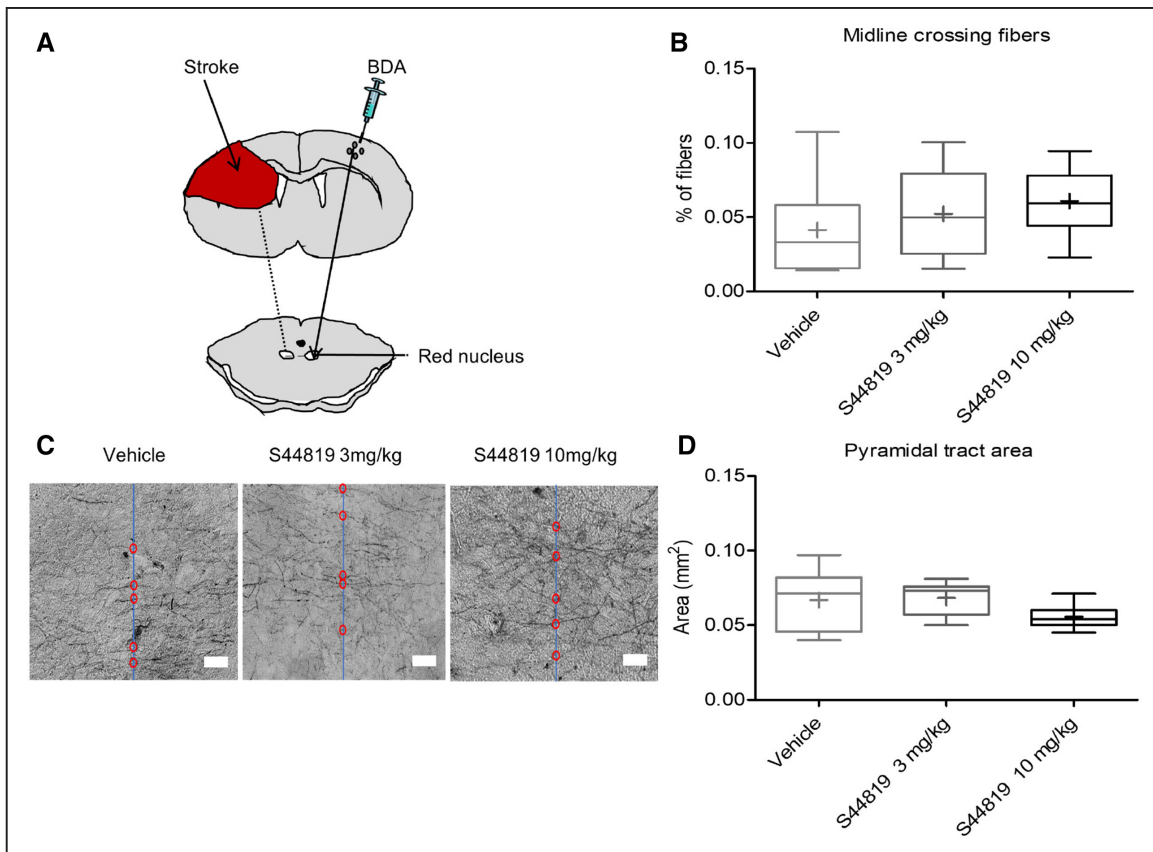 A
Stroke
BDA
Red nucleus
B
Midline crossing fibers
% of fibers
0.15
0.10
0.05
0.00
Vehicle
S44819 3 mg/kg
S44819 10 mg/kg
C
Vehicle
S44819 3mg/kg
S44819 10mg/kg
D
Pyramidal tract area
Area (mm²)
0.15
0.10
0.05
0.00
Vehicle
S44819 3 mg/kg
S44819 10 mg/kg